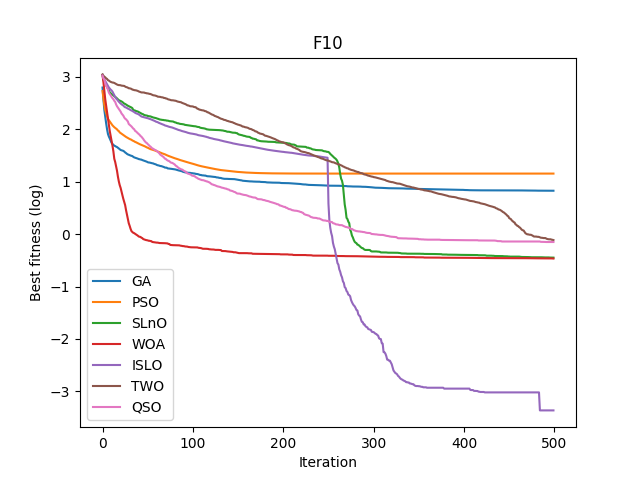 F10
Best fitness (log)
3
2
1
0
−1
−2
−3
GA
PSO
SLnO
WOA
ISLO
TWO
QSO
0 100 200 300 400 500
Iteration